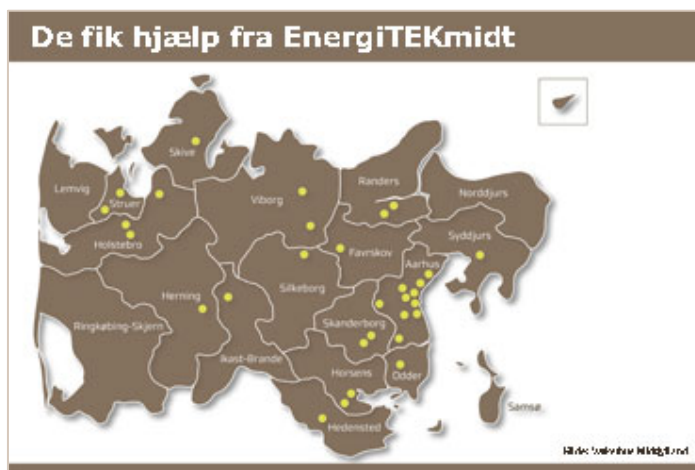 De fik hjælp fra EnergiTEKmidt
Skive
Lemvig
Struer
Viborg
Randers
Norddjurs
Holstebro
Favrskov
Syddjurs
Aarhus
Herning
Silkeborg
Ringkøbing-Skjern
Skanderborg
Ikast-Brande
Horsens
Odder
Samsø
Hedensted